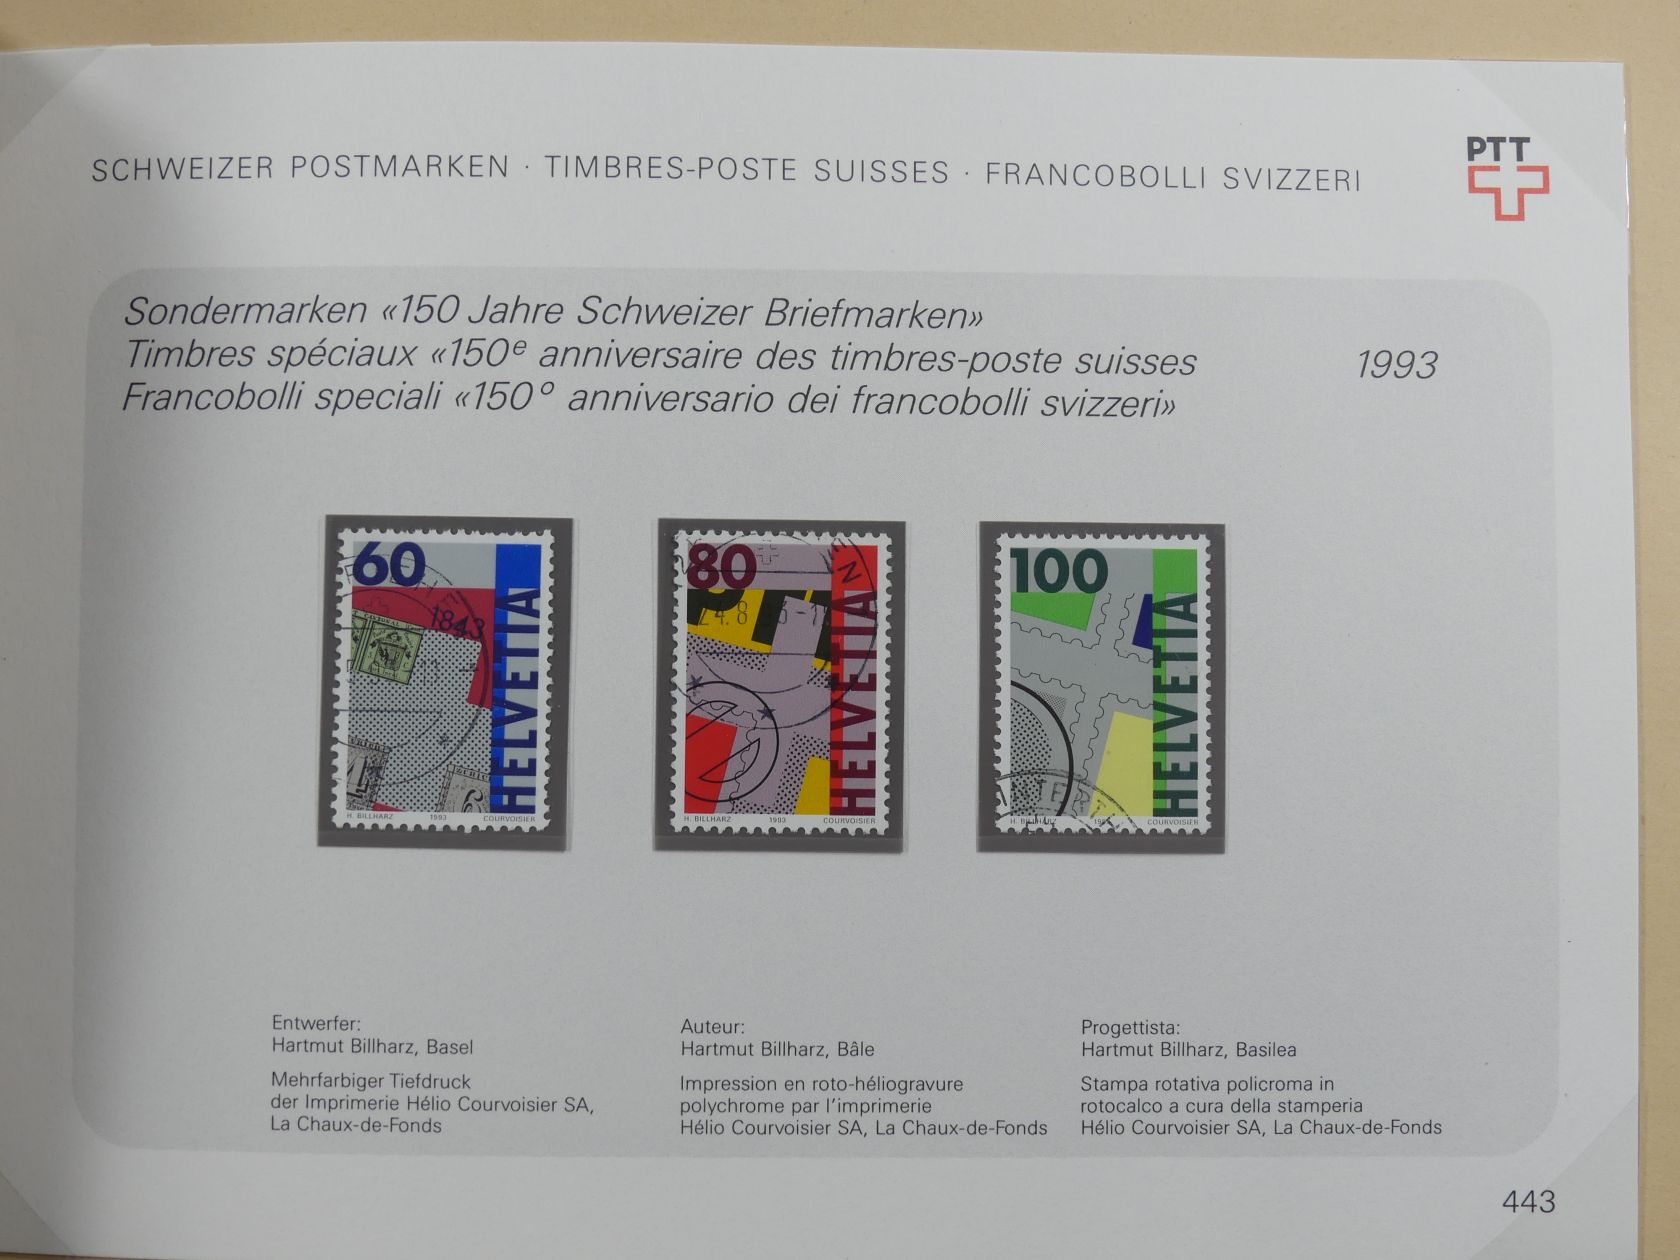 SCHWEIZER POSTMARKEN · TIMBRES-POSTE SUISSES · FRANCOBOLLI SVIZZERI
PTT
Sondermarken «150 Jahre Schweizer Briefmarken»
Timbres spéciaux «150e anniversaire des timbres-poste suisses
Francobolli speciali «150° anniversario dei francobolli svizzeri»
1993
60
1843
HELVETIA
ZÜRICH
H. BILLHARZ 1993 COURVOISIER
80
24.8
HELVETIA
H. BILLHARZ 1993 COURVOISIER
100
HELVETIA
H. BILLHARZ COURVOISIER
Entwerfer:
Hartmut Billharz, Basel
Mehrfarbiger Tiefdruck
der Imprimerie Hélio Courvoisier SA,
La Chaux-de-Fonds
Auteur:
Hartmut Billharz, Bâle
Impression en roto-héliogravure
polychrome par l'imprimerie
Hélio Courvoisier SA, La Chaux-de-Fonds
Progettista:
Hartmut Billharz, Basilea
Stampa rotativa policroma in
rotocalco a cura della stamperia
Hélio Courvoisier SA, La Chaux-de-Fonds
443